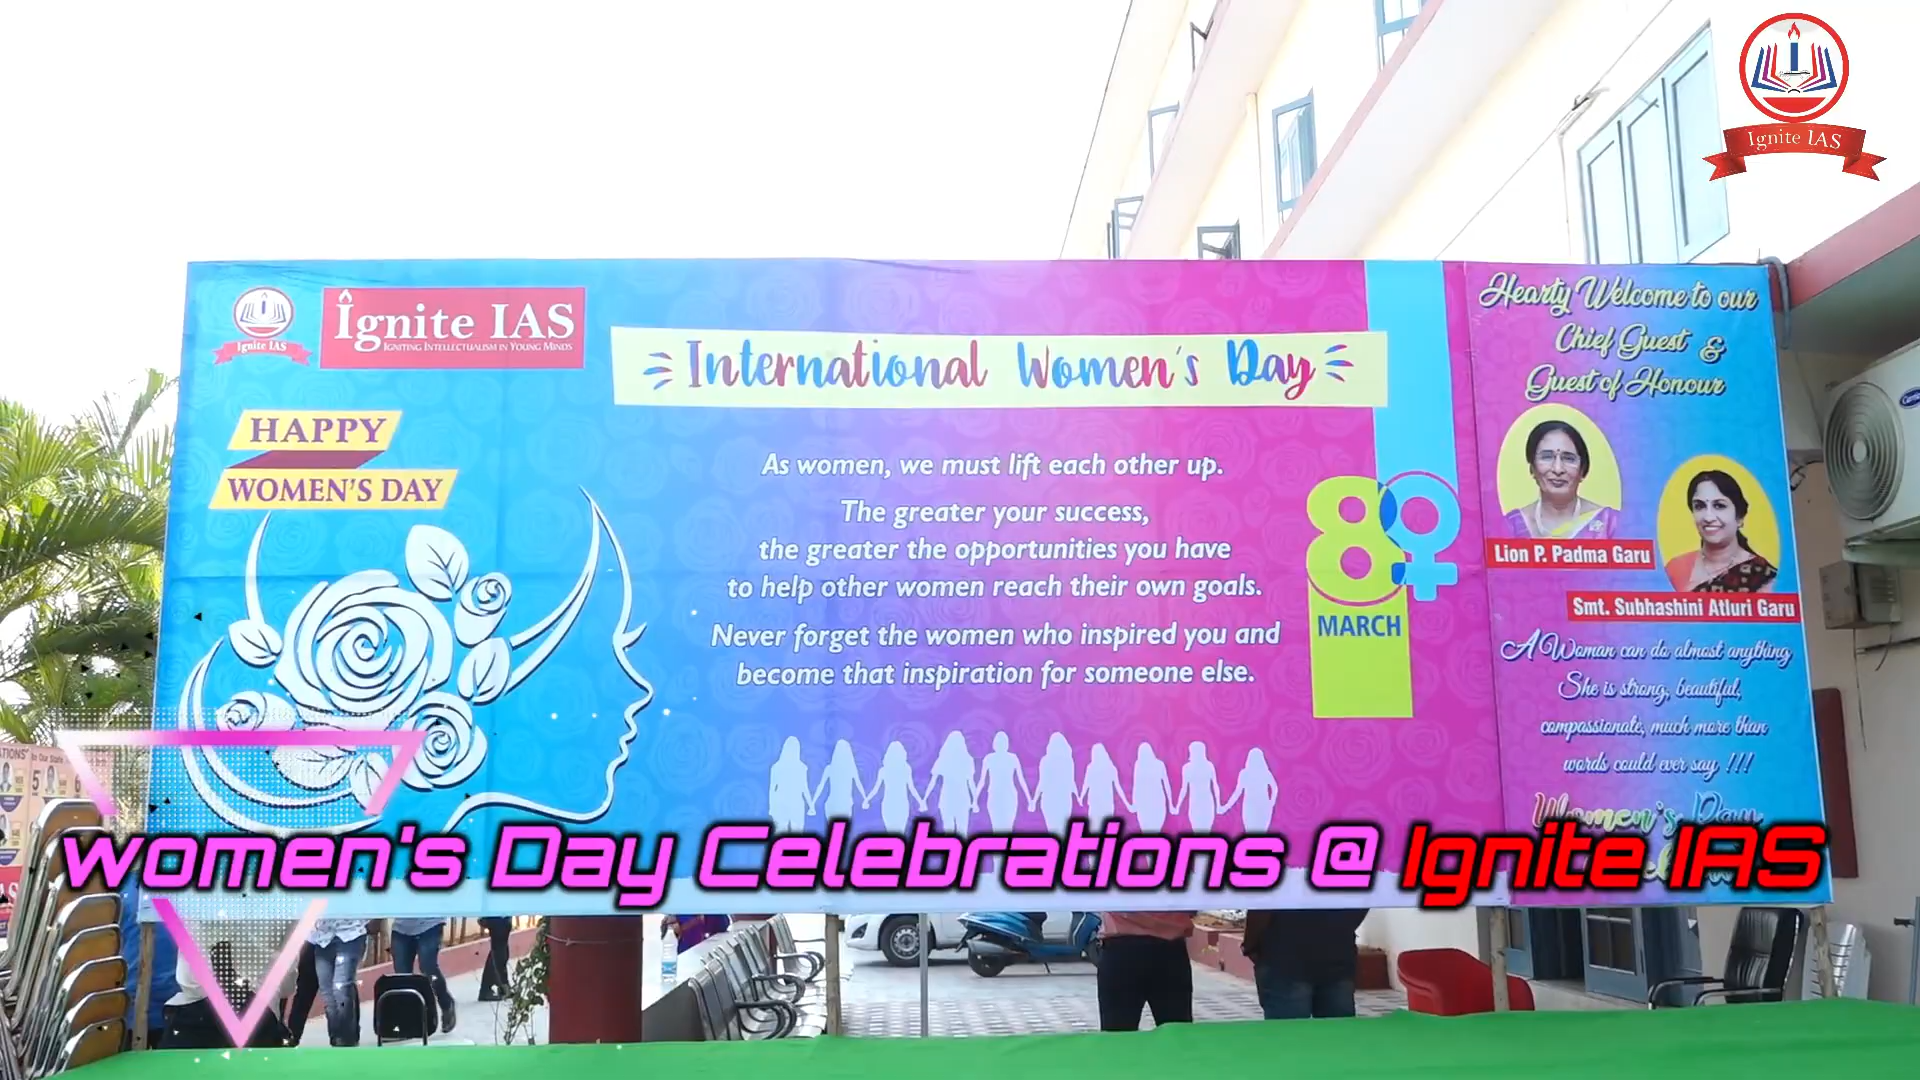 Ignite IAS
Ignite IAS
Ignite IAS
IGNITING INTELLECTUALISM IN YOUNG MINDS
International Women's Day
HAPPY
WOMEN'S DAY
As women, we must lift each other up.
The greater your success,
the greater the opportunities you have
to help other women reach their own goals.
Never forget the women who inspired you and
become that inspiration for someone else.
8
MARCH
Hearty Welcome to our
Chief Guest &
Guest of Honour
Lion P. Padma Garu
Smt. Subhashini Atluri Garu
A Woman can do almost anything
She is strong, beautiful,
compassionate, much more than
words could ever say !!!
Women's Day
women's Day Celebrations @ Ignite IAS